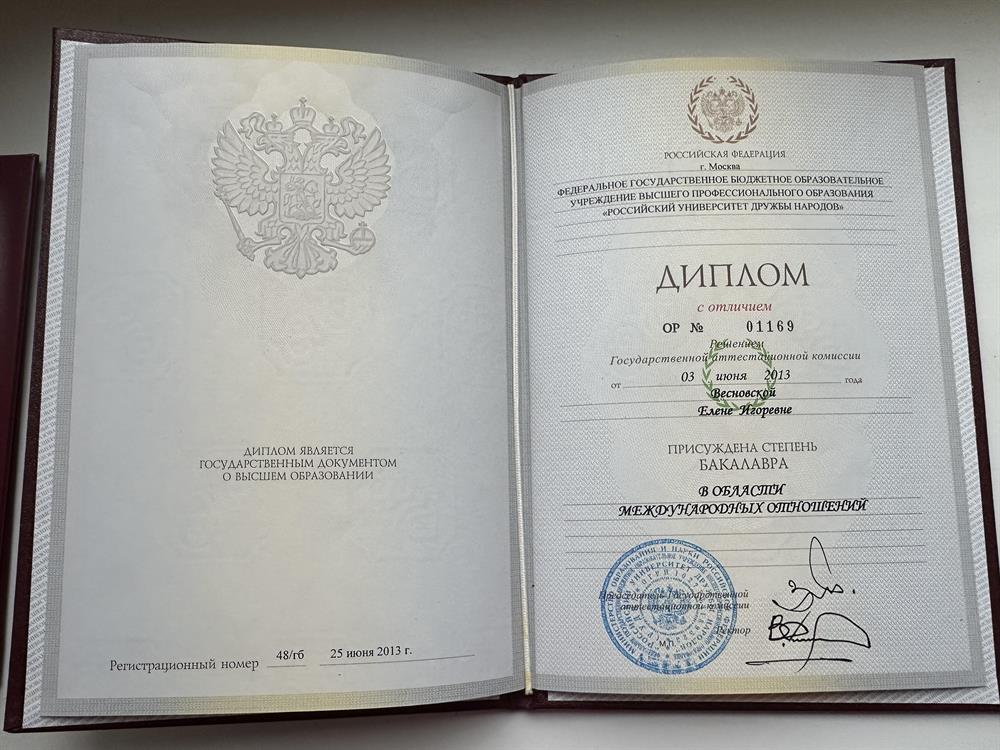 ДИПЛОМ ЯВЛЯЕТСЯ
ГОСУДАРСТВЕННЫМ ДОКУМЕНТОМ
О ВЫСШЕМ ОБРАЗОВАНИИ
Регистрационный номер 48/гб 25 июня 2013 г.
РОССИЙСКАЯ ФЕДЕРАЦИЯ
г. Москва
ФЕДЕРАЛЬНОЕ ГОСУДАРСТВЕННОЕ БЮДЖЕТНОЕ ОБРАЗОВАТЕЛЬНОЕ
УЧРЕЖДЕНИЕ ВЫСШЕГО ПРОФЕССИОНАЛЬНОГО ОБРАЗОВАНИЯ
«РОССИЙСКИЙ УНИВЕРСИТЕТ ДРУЖБЫ НАРОДОВ»
ДИПЛОМ
с отличием
ОР № 01169
Решением
Государственной аттестационной комиссии
от 03 июня 2013 года
Весновской
Елене Игоревне
ПРИСУЖДЕНА СТЕПЕНЬ
БАКАЛАВРА
В ОБЛАСТИ
МЕЖДУНАРОДНЫХ ОТНОШЕНИЙ
Председатель Государственной
аттестационной комиссии
Ректор
М.П.